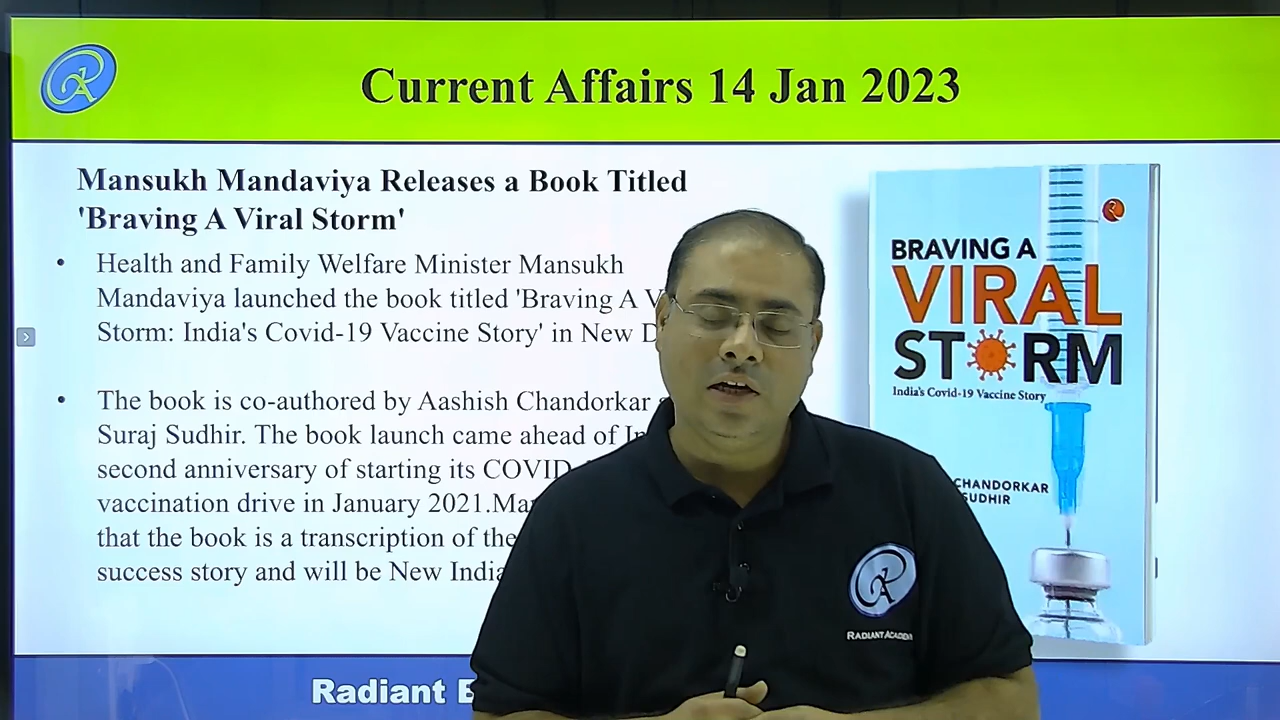 Current Affairs 14 Jan 2023
Mansukh Mandaviya Releases a Book Titled
'Braving A Viral Storm'
• Health and Family Welfare Minister Mansukh
Mandaviya launched the book titled 'Braving A
Storm: India's Covid-19 Vaccine Story' in New
• The book is co-authored by Aashish Chandorkar
Suraj Sudhir. The book launch came ahead of
second anniversary of starting its COVID
vaccination drive in January 2021.
that the book is a transcription of the
success story and will be New
BRAVING A
VIRAL
STORM
India's Covid-19 Vaccine Story
CHANDORKAR
SUDHIR
RADIANT ACADEMY
Radiant